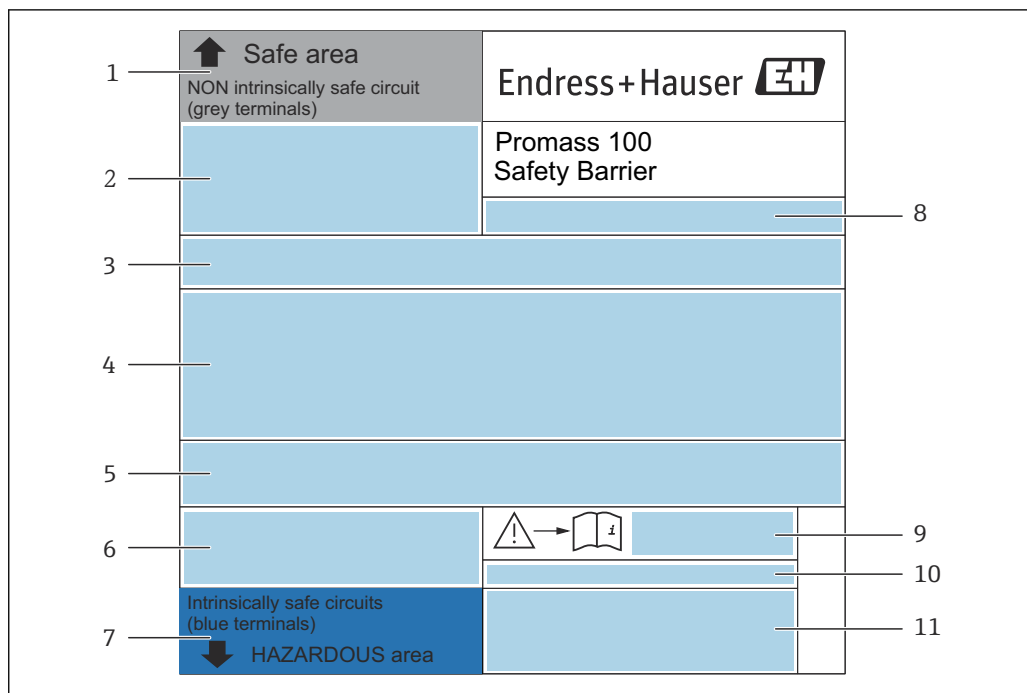 1
Safe area
NON intrinsically safe circuit
(grey terminals)
Endress+Hauser EH
Promass 100
Safety Barrier
2
8
3
4
5
6
i
9
10
Intrinsically safe circuits
(blue terminals)
7
HAZARDOUS area
11